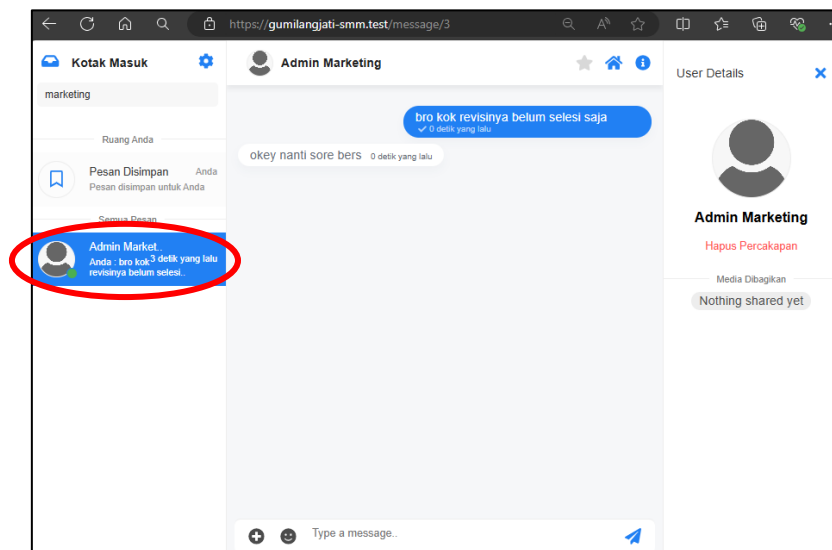 https://gumilangjati-smm.test/message/3
Kotak Masuk
marketing
Ruang Anda
Pesan Disimpan Anda
Pesan disimpan untuk Anda
Semua Pesan
Admin Market..
3 detik yang lalu
Anda : bro kok
revisinya belum selesi..
Admin Marketing
bro kok revisinya belum selesi saja
0 detik yang lalu
okey nanti sore bers 0 detik yang lalu
Type a message..
User Details
Admin Marketing
Hapus Percakapan
Media Dibagikan
Nothing shared yet